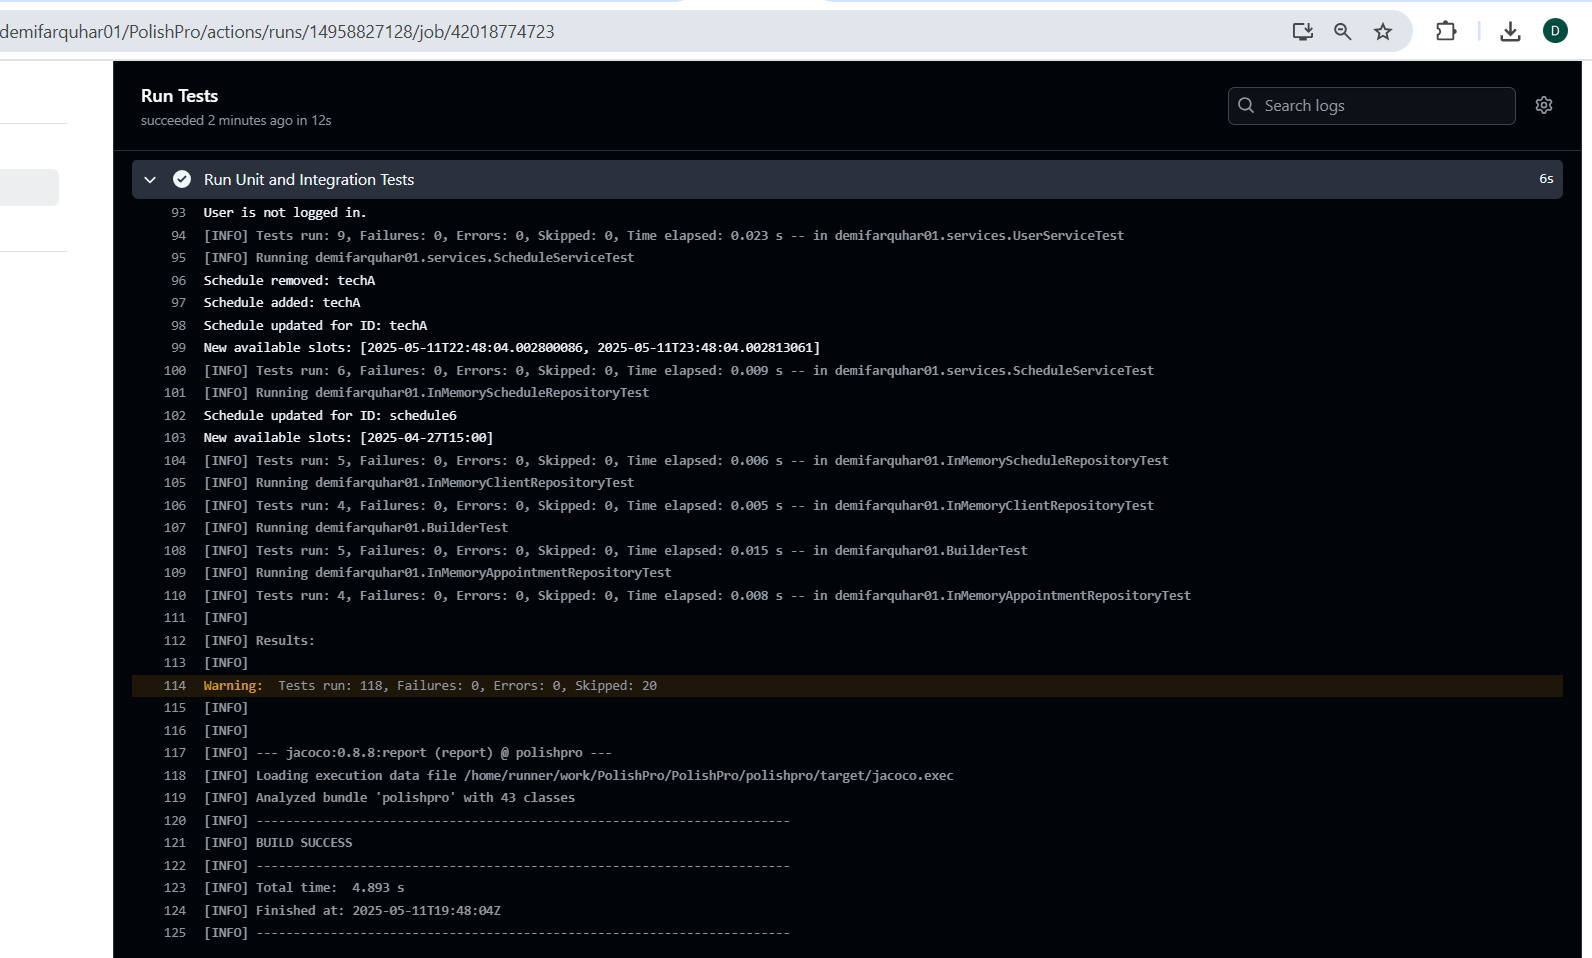 demifarquhar01/PolishPro/actions/runs/14958827128/job/42018774723
D
Run Tests
succeeded 2 minutes ago in 12s
Search logs
Run Unit and Integration Tests 6s
93 User is not logged in.
94 [INFO] Tests run: 9, Failures: 0, Errors: 0, Skipped: 0, Time elapsed: 0.023 s -- in demifarquhar01.services.UserServiceTest
95 [INFO] Running demifarquhar01.services.ScheduleServiceTest
96 Schedule removed: techA
97 Schedule added: techA
98 Schedule updated for ID: techA
99 New available slots: [2025-05-11T22:48:04.002800086, 2025-05-11T23:48:04.002813061]
100 [INFO] Tests run: 6, Failures: 0, Errors: 0, Skipped: 0, Time elapsed: 0.009 s -- in demifarquhar01.services.ScheduleServiceTest
101 [INFO] Running demifarquhar01.InMemoryScheduleRepositoryTest
102 Schedule updated for ID: schedule6
103 New available slots: [2025-04-27T15:00]
104 [INFO] Tests run: 5, Failures: 0, Errors: 0, Skipped: 0, Time elapsed: 0.006 s -- in demifarquhar01.InMemoryScheduleRepositoryTest
105 [INFO] Running demifarquhar01.InMemoryClientRepositoryTest
106 [INFO] Tests run: 4, Failures: 0, Errors: 0, Skipped: 0, Time elapsed: 0.005 s -- in demifarquhar01.InMemoryClientRepositoryTest
107 [INFO] Running demifarquhar01.BuilderTest
108 [INFO] Tests run: 5, Failures: 0, Errors: 0, Skipped: 0, Time elapsed: 0.015 s -- in demifarquhar01.BuilderTest
109 [INFO] Running demifarquhar01.InMemoryAppointmentRepositoryTest
110 [INFO] Tests run: 4, Failures: 0, Errors: 0, Skipped: 0, Time elapsed: 0.008 s -- in demifarquhar01.InMemoryAppointmentRepositoryTest
111 [INFO]
112 [INFO] Results:
113 [INFO]
114 Warning:  Tests run: 118, Failures: 0, Errors: 0, Skipped: 20
115 [INFO]
116 [INFO]
117 [INFO] --- jacoco:0.8.8:report (report) @ polishpro ---
118 [INFO] Loading execution data file /home/runner/work/PolishPro/PolishPro/polishpro/target/jacoco.exec
119 [INFO] Analyzed bundle 'polishpro' with 43 classes
120 [INFO] ------------------------------------------------------------------------
121 [INFO] BUILD SUCCESS
122 [INFO] ------------------------------------------------------------------------
123 [INFO] Total time:  4.893 s
124 [INFO] Finished at: 2025-05-11T19:48:04Z
125 [INFO] ------------------------------------------------------------------------